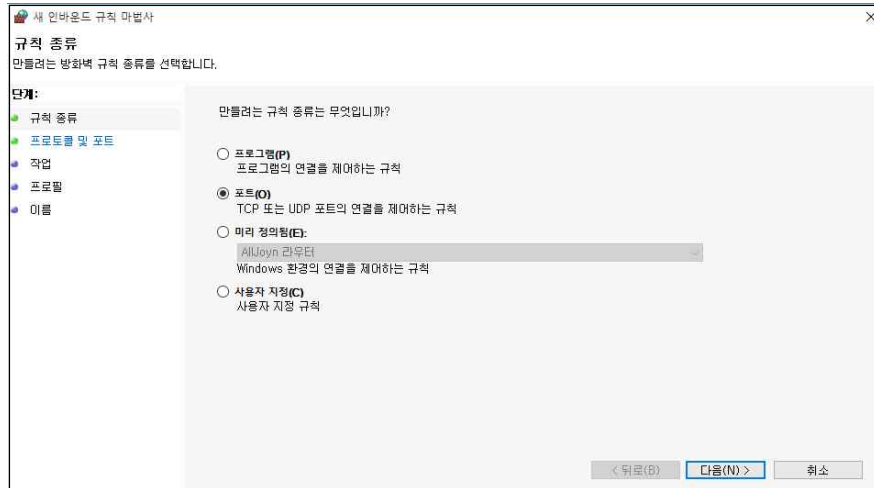 새 인바운드 규칙 마법사
규칙 종류
만들려는 방화벽 규칙 종류를 선택합니다.
단계:
규칙 종류
프로토콜 및 포트
작업
프로필
이름
만들려는 규칙 종류는 무엇입니까?
프로그램(P)
프로그램의 연결을 제어하는 규칙
포트(O)
TCP 또는 UDP 포트의 연결을 제어하는 규칙
미리 정의됨(E):
AllJoyn 라우터
Windows 환경의 연결을 제어하는 규칙
사용자 지정(C)
사용자 지정 규칙
< 뒤로(B) 다음(N) > 취소